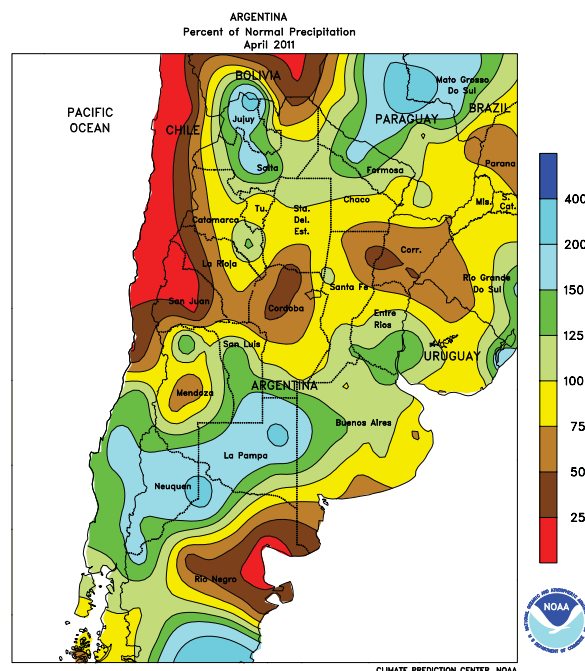 ARGENTINA
Percent of Normal Precipitation
April 2011
BOLIVIA
Mato Grosso
Do Sul
PACIFIC
OCEAN
Jujuy
PARAGUAY
BRAZIL
CHILE
Salta
Formosa
Parana
Chaco
Catamarca
Tu.
Sta.
Del.
Est.
Mis.
S.
Cat.
La Rioja
Corr.
Rio Grande
Do Sul
San Juan
Cordoba
Santa Fe
Entre
Rios
San Luis
URUGUAY
Mendoza
ARGENTINA
Buenos Aires
La Pampa
Neuquen
Rio Negro
400
200
150
125
100
75
50
25
NOAA
CLIMATE PREDICTION CENTER, NOAA